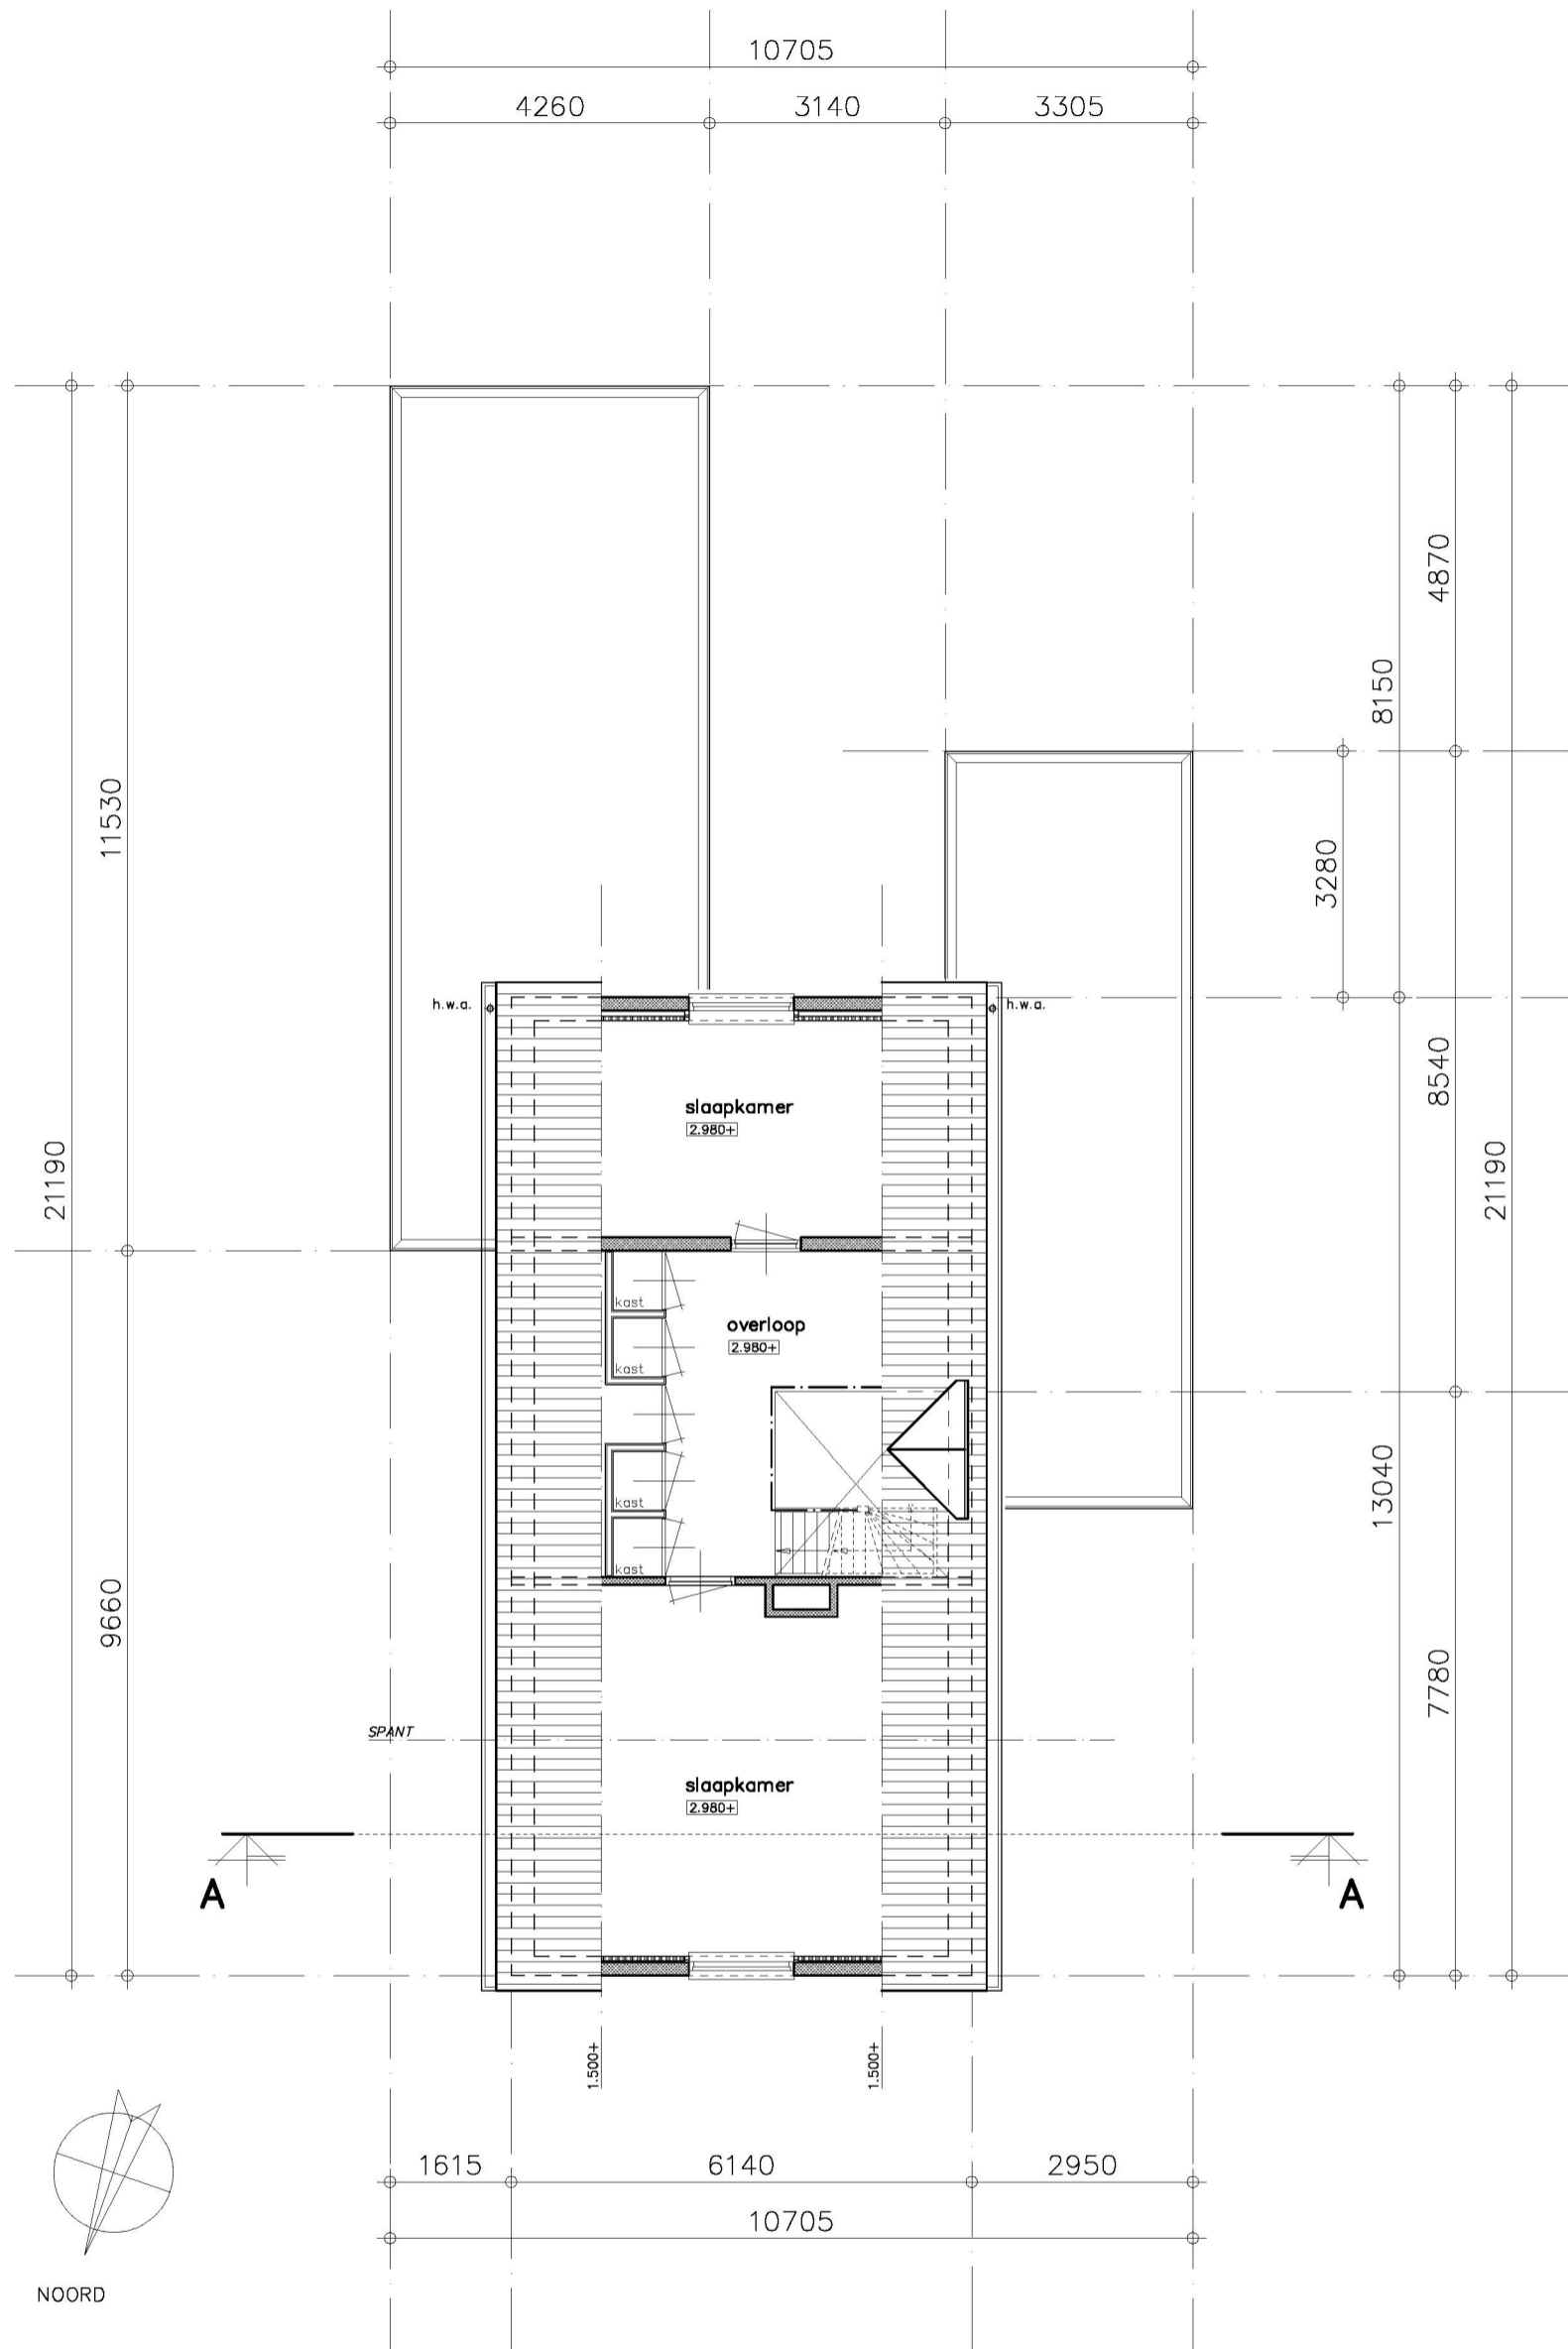 10705
4260 3140 3305
4870
8150
11530
3280
h.w.a. h.w.a.
8540
slaapkamer
2.980+
21190 21190
kast
overloop
2.980+
kast
13040
kast
kast
9660
7780
SPANT
slaapkamer
2.980+
A A
1.500+ 1.500+
1615 6140 2950
10705
NOORD